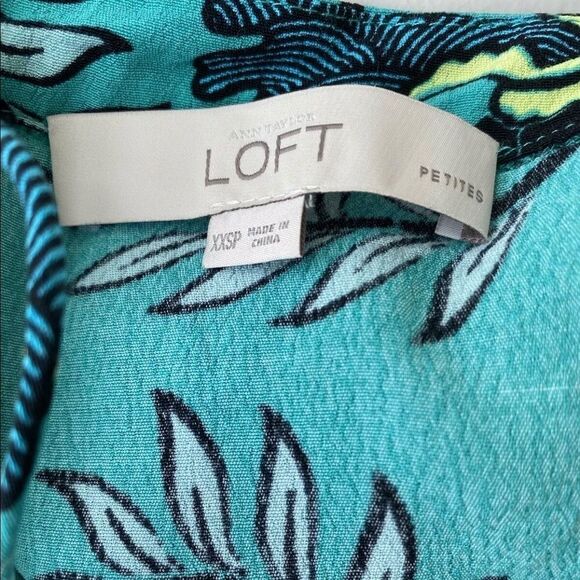 ANN TAYLOR
LOFT
PETITES
XXSP
MADE IN
CHINA